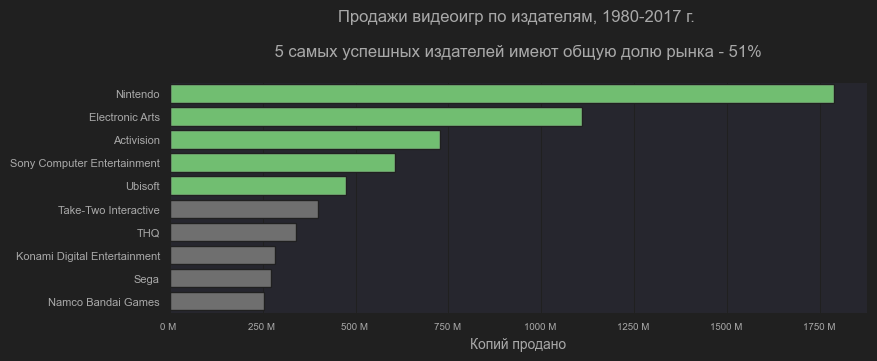 Продажи видеоигр по издателям, 1980-2017 г.
5 самых успешных издателей имеют общую долю рынка - 51%
Nintendo
Electronic Arts
Activision
Sony Computer Entertainment
Ubisoft
Take-Two Interactive
THQ
Konami Digital Entertainment
Sega
Namco Bandai Games
0 M 250 M 500 M 750 M 1000 M 1250 M 1500 M 1750 M
Копий продано